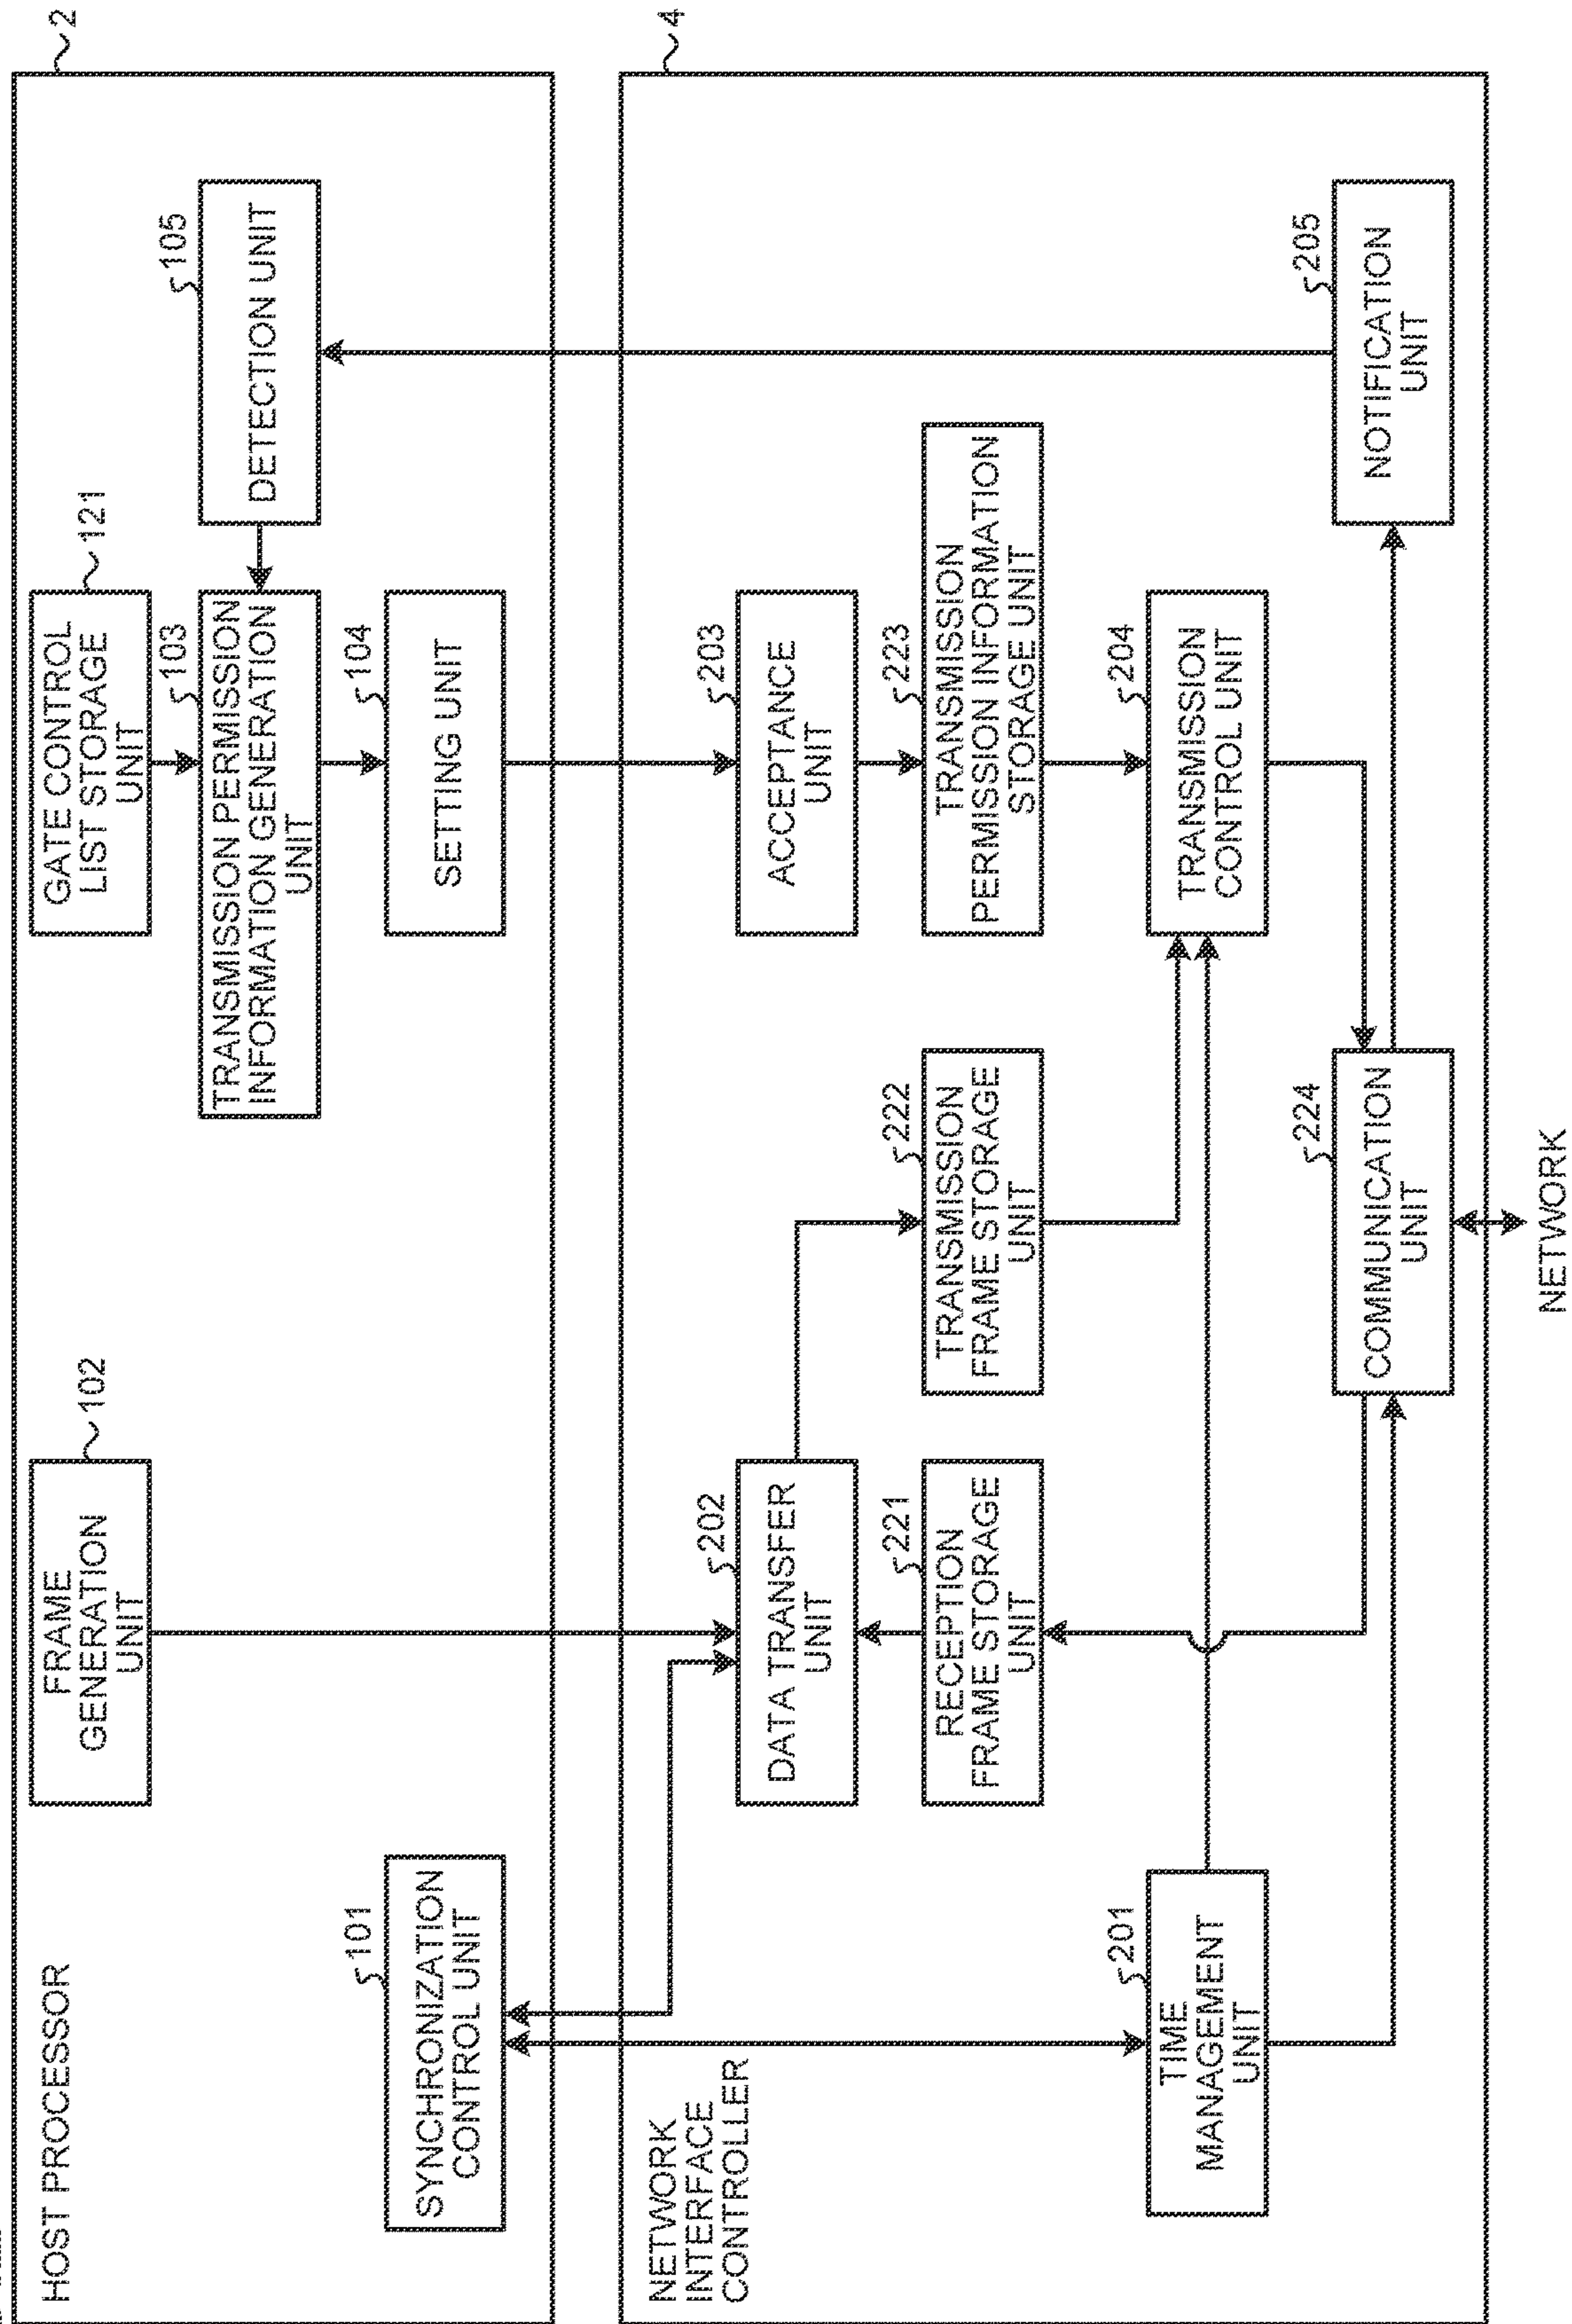 HOST PROCESSOR
2
FRAME
GENERATION
UNIT
102
GATE CONTROL
LIST STORAGE
UNIT
121
SYNCHRONIZATION
CONTROL UNIT
101
TRANSMISSION PERMISSION
INFORMATION GENERATION
UNIT
103
DETECTION UNIT
105
SETTING UNIT
104
NETWORK
INTERFACE
CONTROLLER
4
DATA TRANSFER
UNIT
202
ACCEPTANCE
UNIT
203
RECEPTION
FRAME STORAGE
UNIT
221
TRANSMISSION
FRAME STORAGE
UNIT
222
TRANSMISSION
PERMISSION INFORMATION
STORAGE UNIT
223
TIME
MANAGEMENT
UNIT
201
TRANSMISSION
CONTROL UNIT
204
COMMUNICATION
UNIT
224
NOTIFICATION
UNIT
205
NETWORK